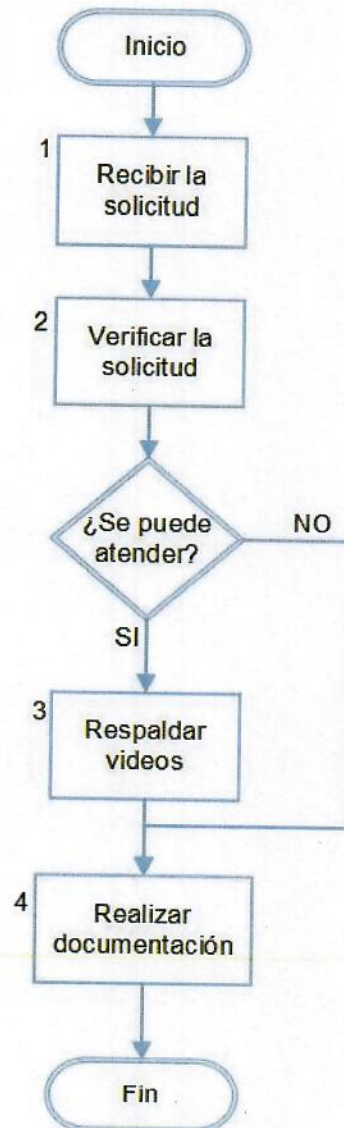 Inicio
1
Recibir la
solicitud
2
Verificar la
solicitud
¿Se puede
atender?
NO
SI
3
Respaldar
videos
4
Realizar
documentación
Fin